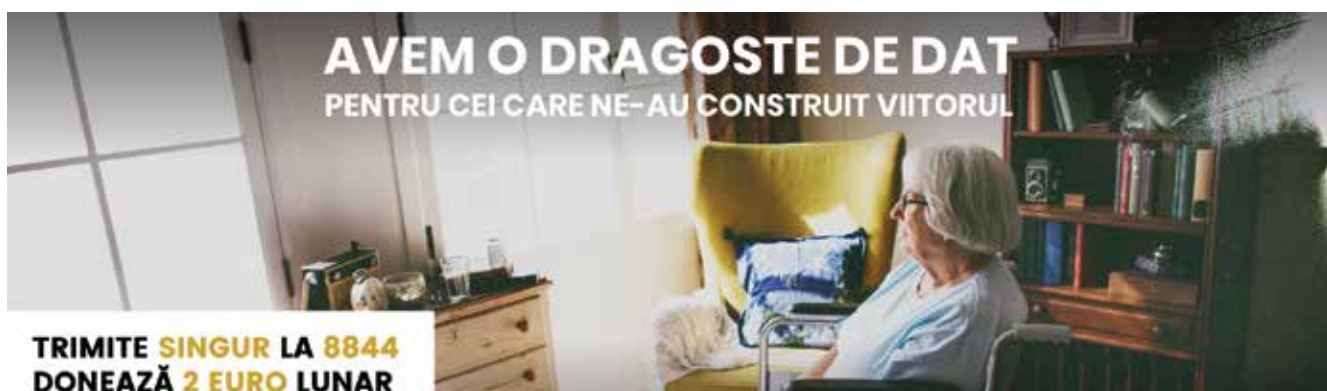 AVEM O DRAGOSTE DE DAT
PENTRU CEI CARE NE-AU CONSTRUIT VIITORUL
TRIMITE SINGUR LA 8844
DONEAZĂ 2 EURO LUNAR